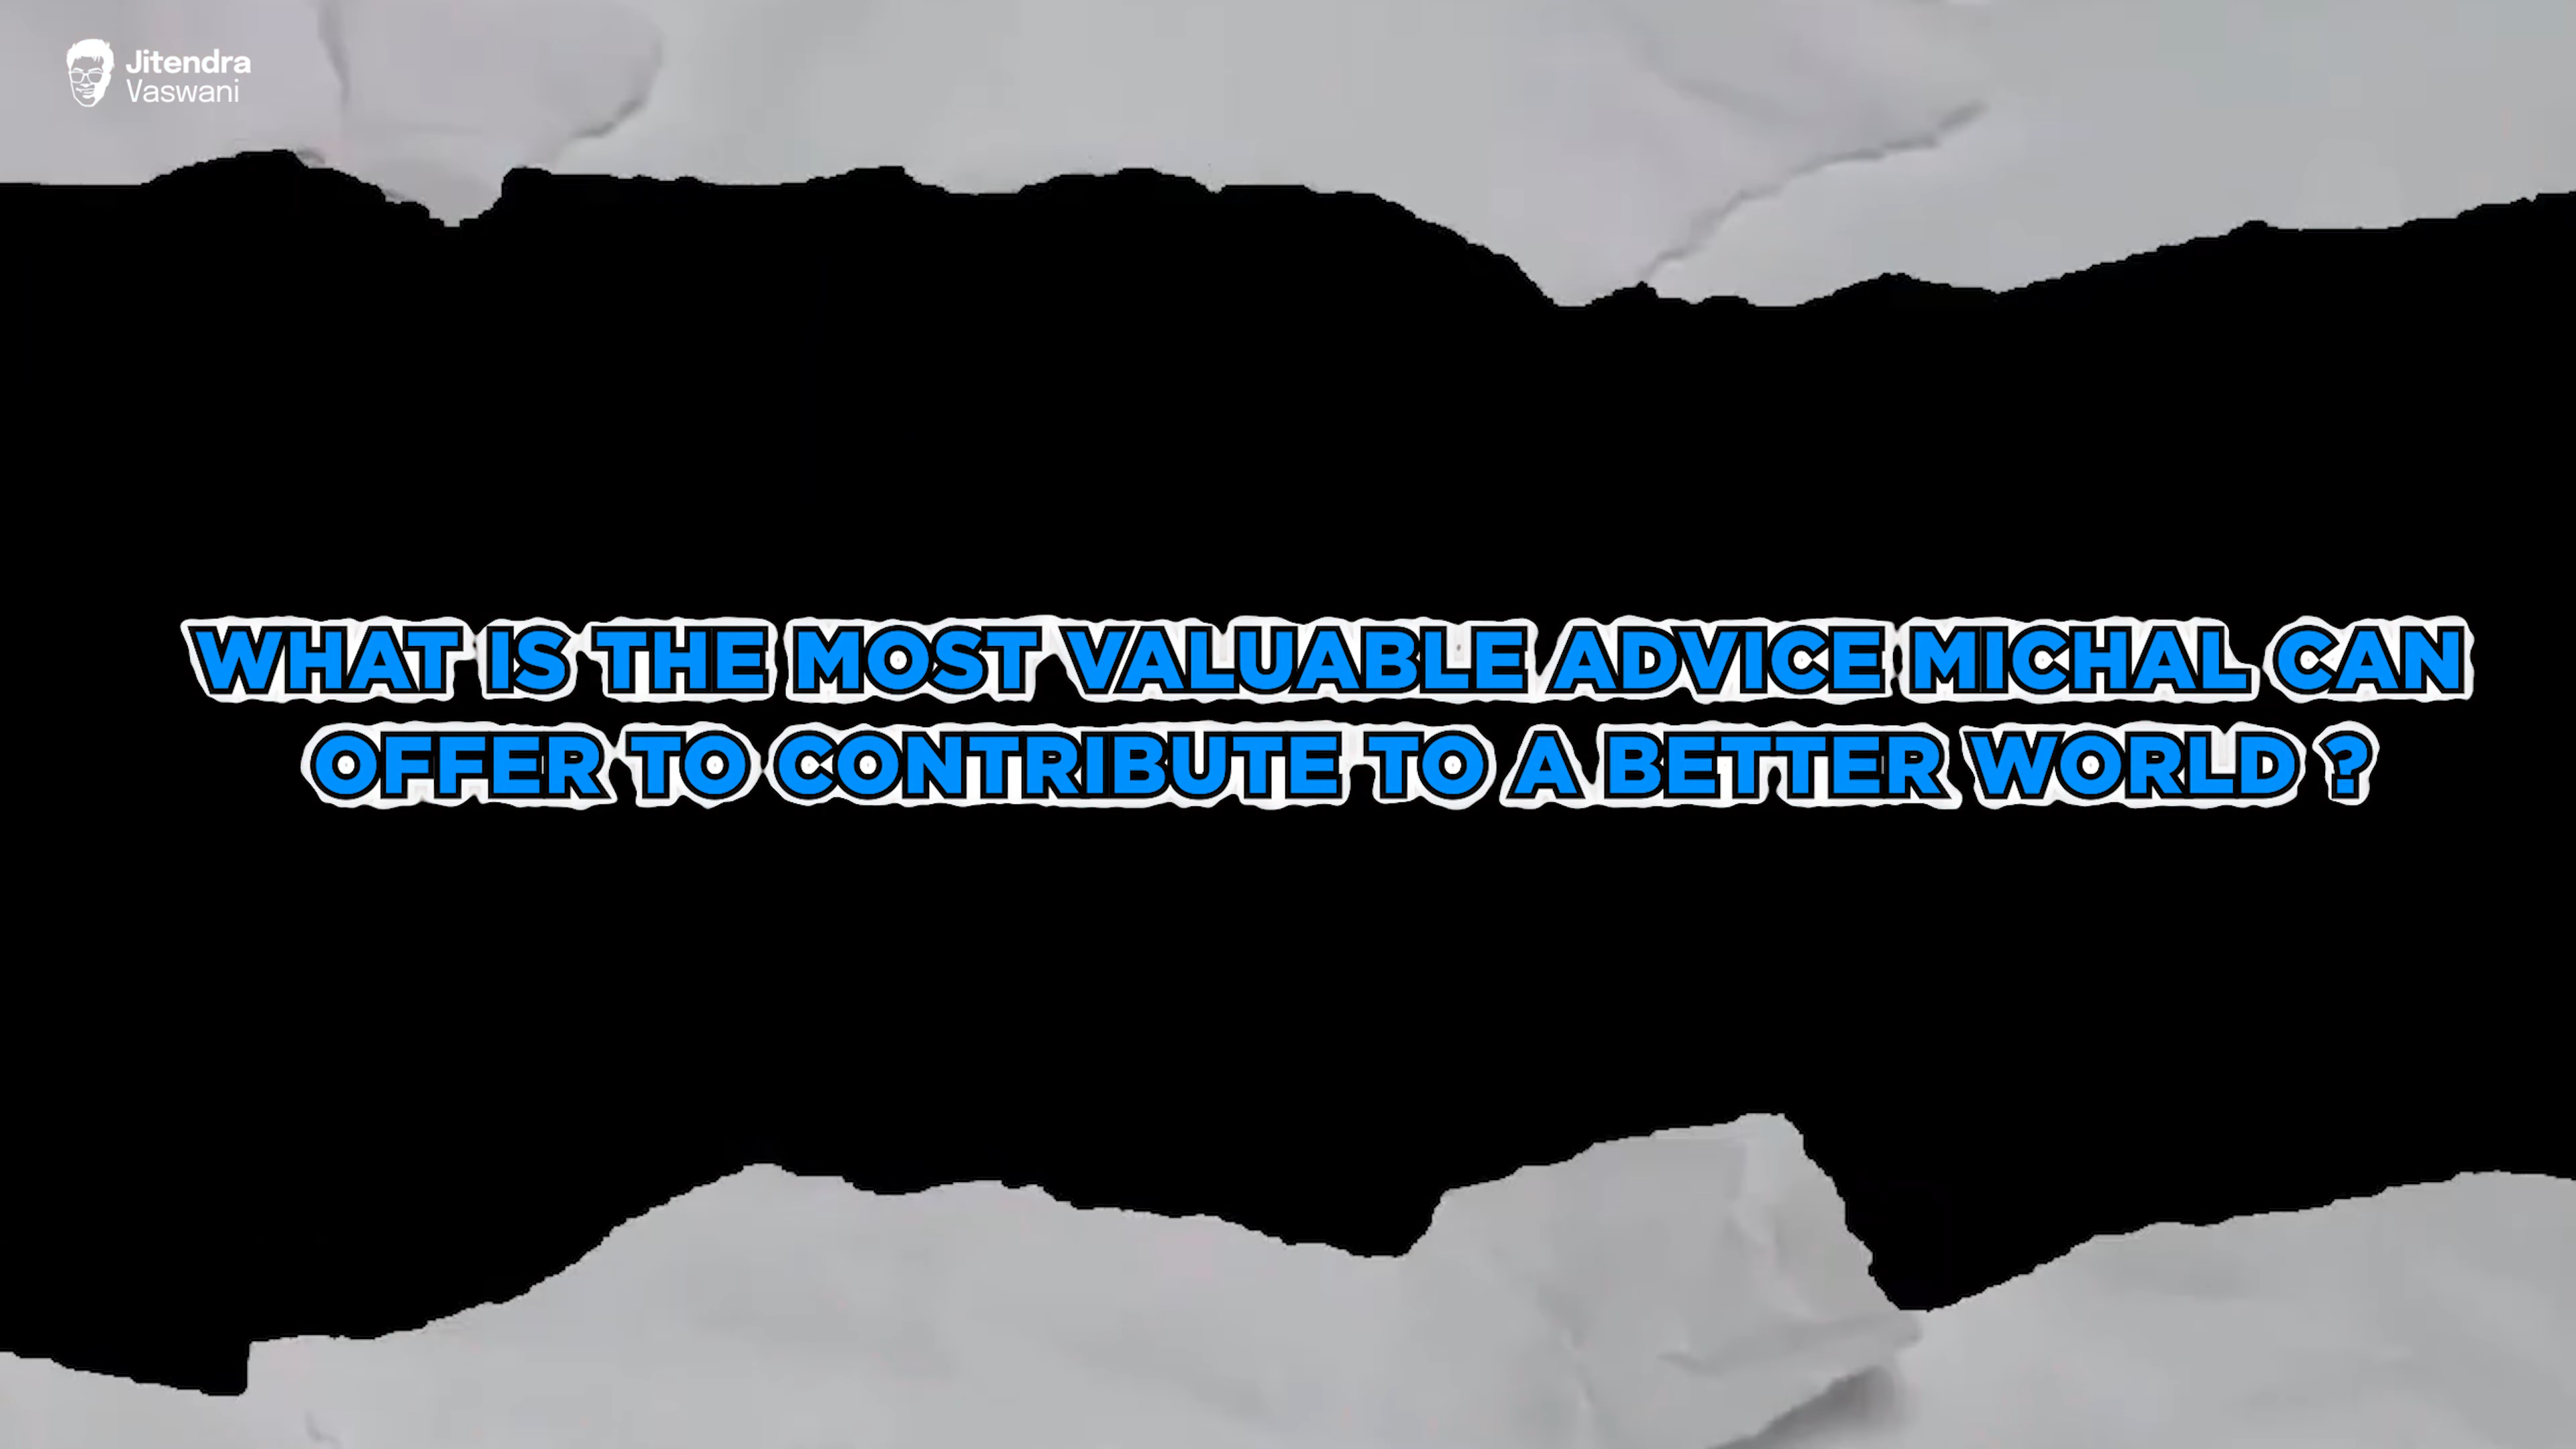 Jitendra
Vaswani
WHAT IS THE MOST VALUABLE ADVICE MICHAL CAN
OFFER TO CONTRIBUTE TO A BETTER WORLD ?